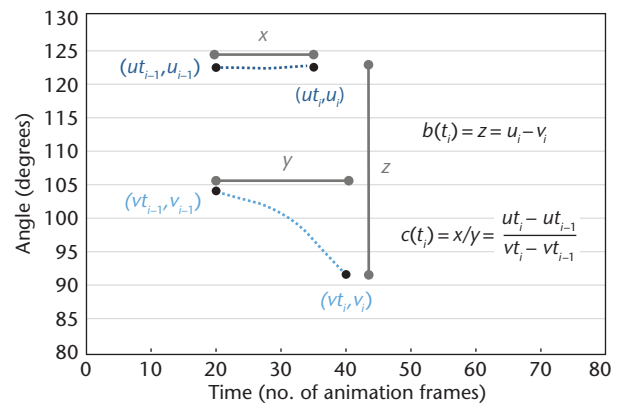 130
125
120
115
110
105
100
95
90
85
80
Angle (degrees)
x
(ut_{i–1},u_{i–1})
(ut_i,u_i)
b(t_i) = z = u_i – v_i
y
z
(vt_{i–1},v_{i–1})
c(t_i) = x/y = \frac{ut_i – ut_{i–1}}{vt_i – vt_{i–1}}
(vt_i,v_i)
0 10 20 30 40 50 60 70 80
Time (no. of animation frames)